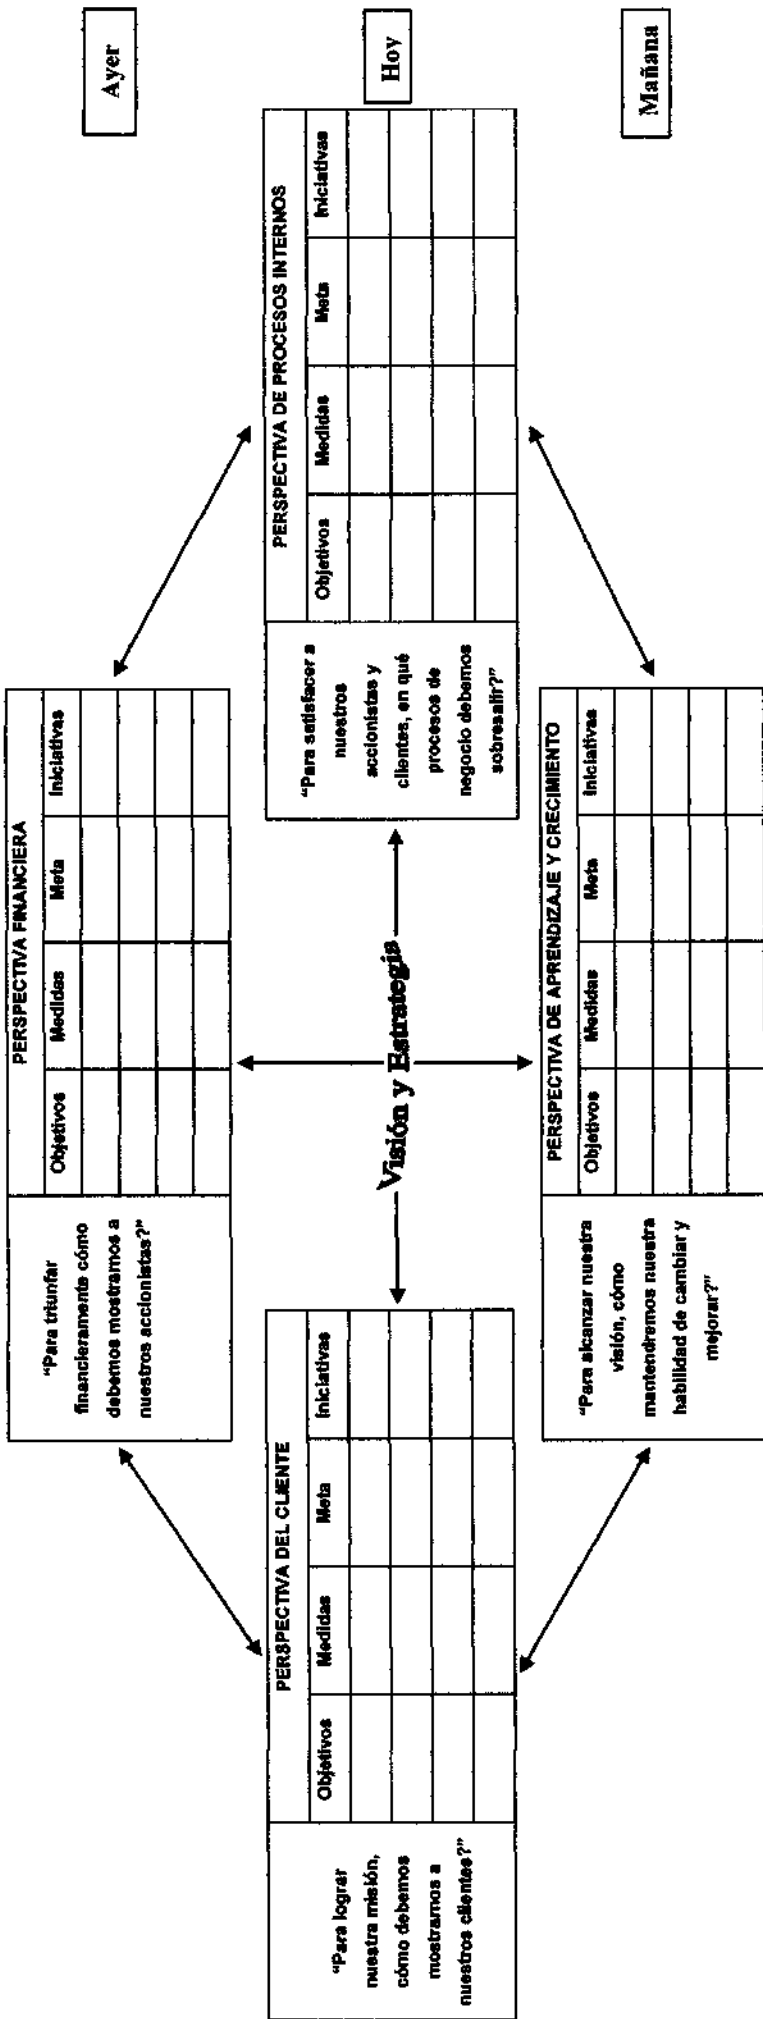 PERSPECTIVA FINANCIERA
“Para triunfar
financieramente cómo
debemos mostramos a
nuestros accionistas?”
Objetivos Medidas Meta Iniciativas
Ayer
PERSPECTIVA DEL CLIENTE
“Para lograr
nuestra misión,
cómo debemos
mostramos a
nuestros clientes?”
Objetivos Medidas Meta Iniciativas
Visión y Estrategia
PERSPECTIVA DE PROCESOS INTERNOS
“Para satisfacer a
nuestros
accionistas y
clientes, en qué
procesos de
negocio debemos
sobresalir?”
Objetivos Medidas Meta Iniciativas
Hoy
PERSPECTIVA DE APRENDIZAJE Y CRECIMIENTO
“Para alcanzar nuestra
visión, cómo
mantendremos nuestra
habilidad de cambiar y
mejorar?”
Objetivos Medidas Meta Iniciativas
Mañana